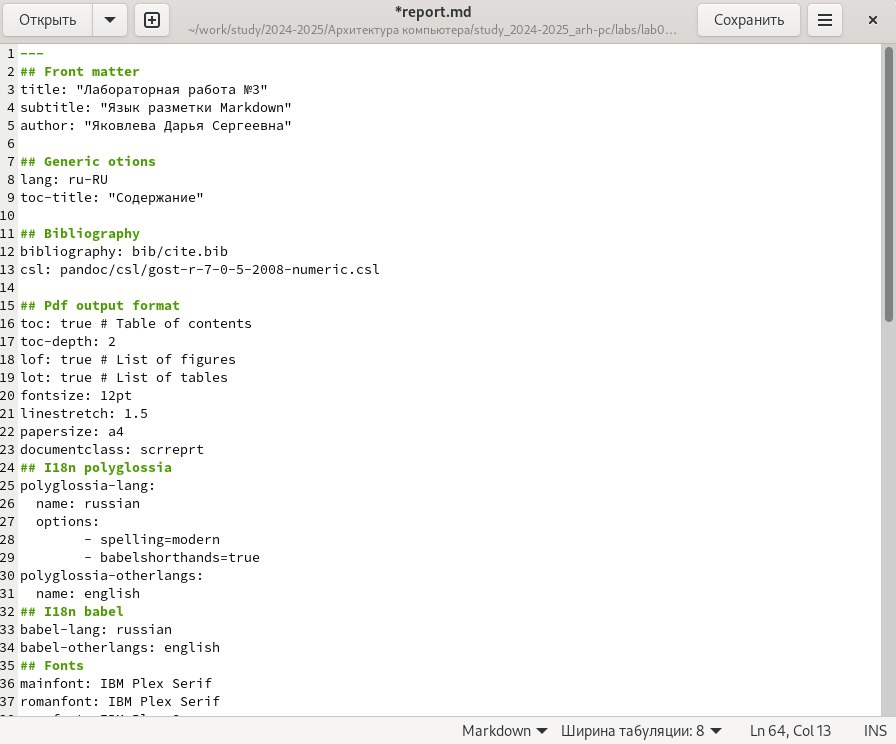 Открыть
*report.md
~/work/study/2024-2025/Архитектура компьютера/study_2024-2025_arh-pc/labs/lab0…
Сохранить
1 ---
2 ## Front matter
3 title: "Лабораторная работа №3"
4 subtitle: "Язык разметки Markdown"
5 author: "Яковлева Дарья Сергеевна"
6
7 ## Generic otions
8 lang: ru-RU
9 toc-title: "Содержание"
10
11 ## Bibliography
12 bibliography: bib/cite.bib
13 csl: pandoc/csl/gost-r-7-0-5-2008-numeric.csl
14
15 ## Pdf output format
16 toc: true # Table of contents
17 toc-depth: 2
18 lof: true # List of figures
19 lot: true # List of tables
20 fontsize: 12pt
21 linestretch: 1.5
22 papersize: a4
23 documentclass: scrreprt
24 ## I18n polyglossia
25 polyglossia-lang:
26   name: russian
27   options:
28         - spelling=modern
29         - babelshorthands=true
30 polyglossia-otherlangs:
31   name: english
32 ## I18n babel
33 babel-lang: russian
34 babel-otherlangs: english
35 ## Fonts
36 mainfont: IBM Plex Serif
37 romanfont: IBM Plex Serif
Markdown
Ширина табуляции: 8
Ln 64, Col 13
INS